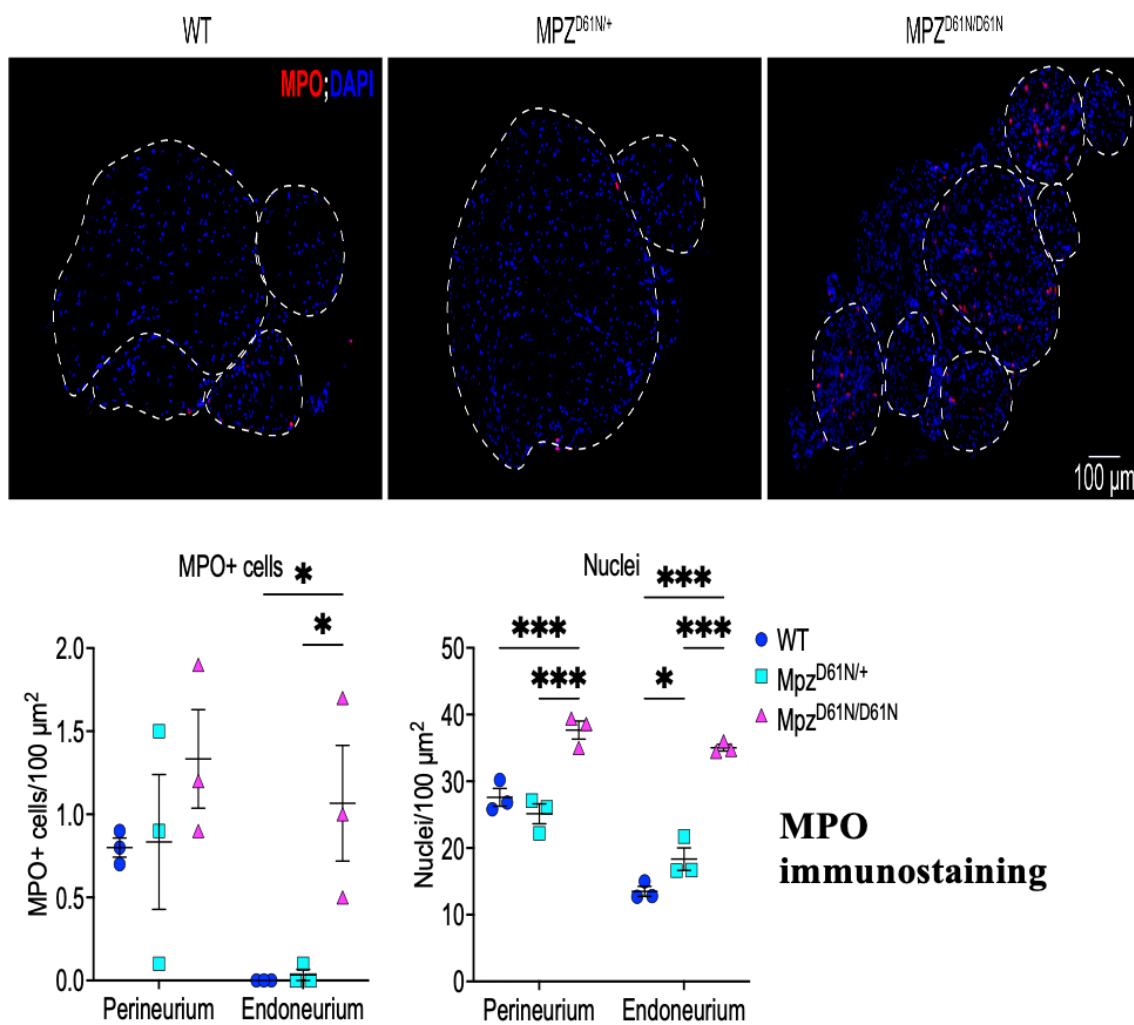 WT MPZD61N/+ MPZD61N/D61N
MPO;DAPI
100 µm
MPO+ cells
*
*
MPO+ cells/100 µm²
2.0
1.5
1.0
0.5
0.0
Perineurium Endoneurium
Nuclei
***
***
***
***
*
Nuclei/100 µm²
50
40
30
20
10
0
Perineurium Endoneurium
WT
MpzD61N/+
MpzD61N/D61N
MPO
immunostaining